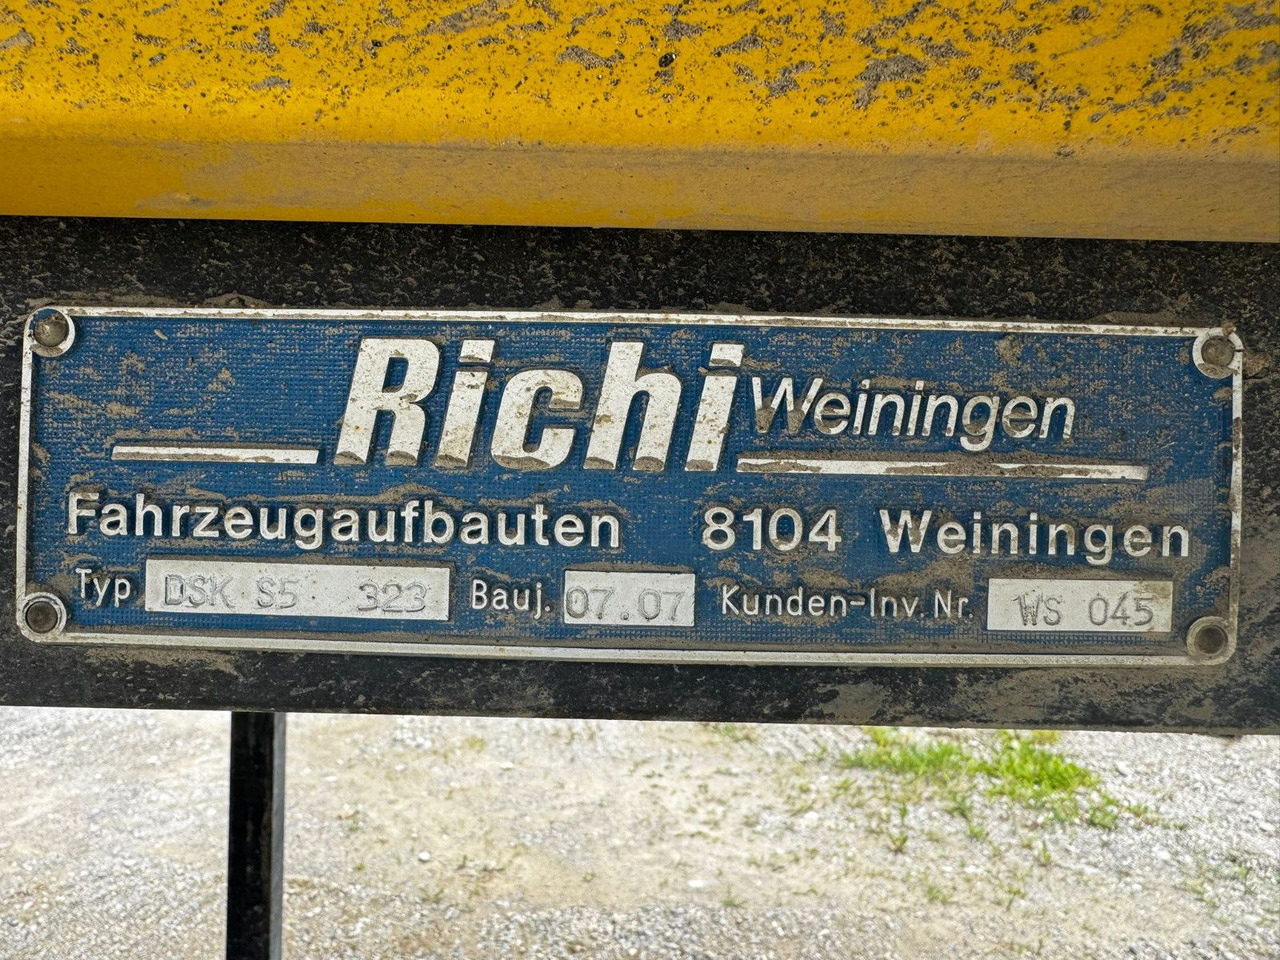 Richi Weiningen
Fahrzeugaufbauten 8104 Weiningen
Typ DSK S5 323 Bauj. 07.07 Kunden-Inv. Nr. WS 045